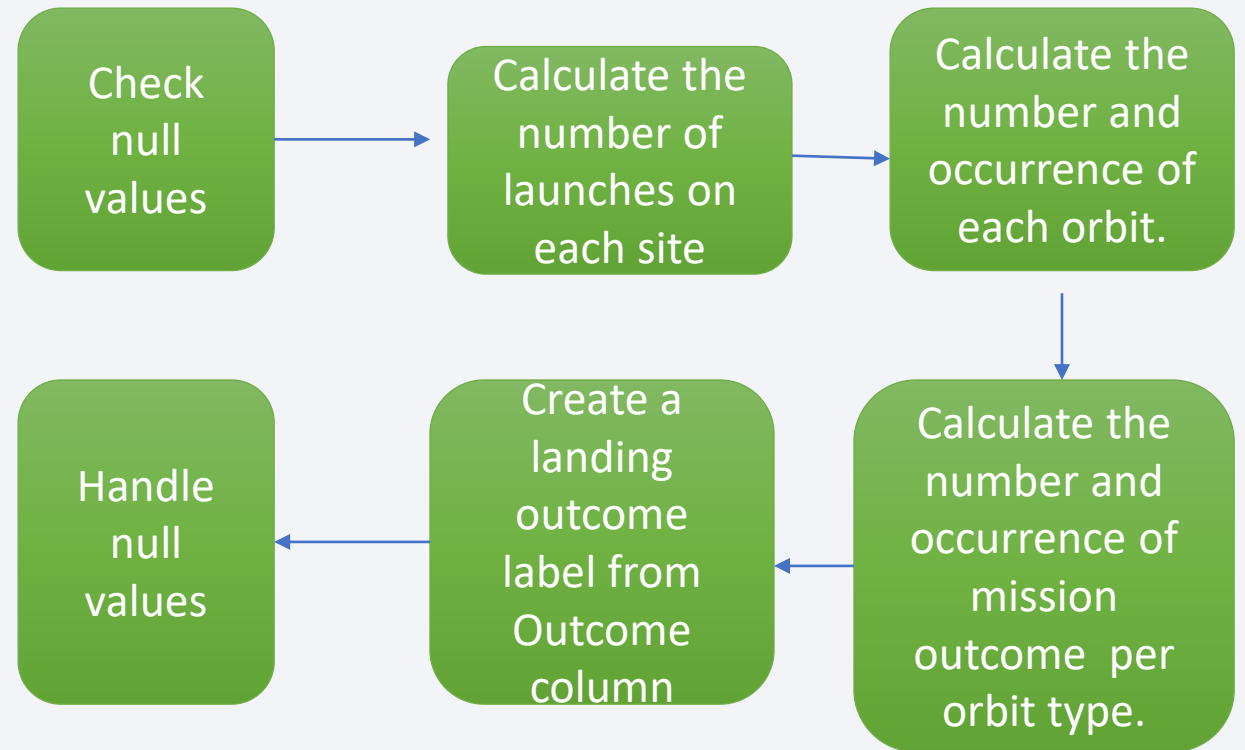 Check
null
values
Calculate the
number of
launches on
each site
Calculate the
number and
occurrence of
each orbit.
Calculate the
number and
occurrence of
mission
outcome  per
orbit type.
Create a
landing
outcome
label from
Outcome
column
Handle
null
values